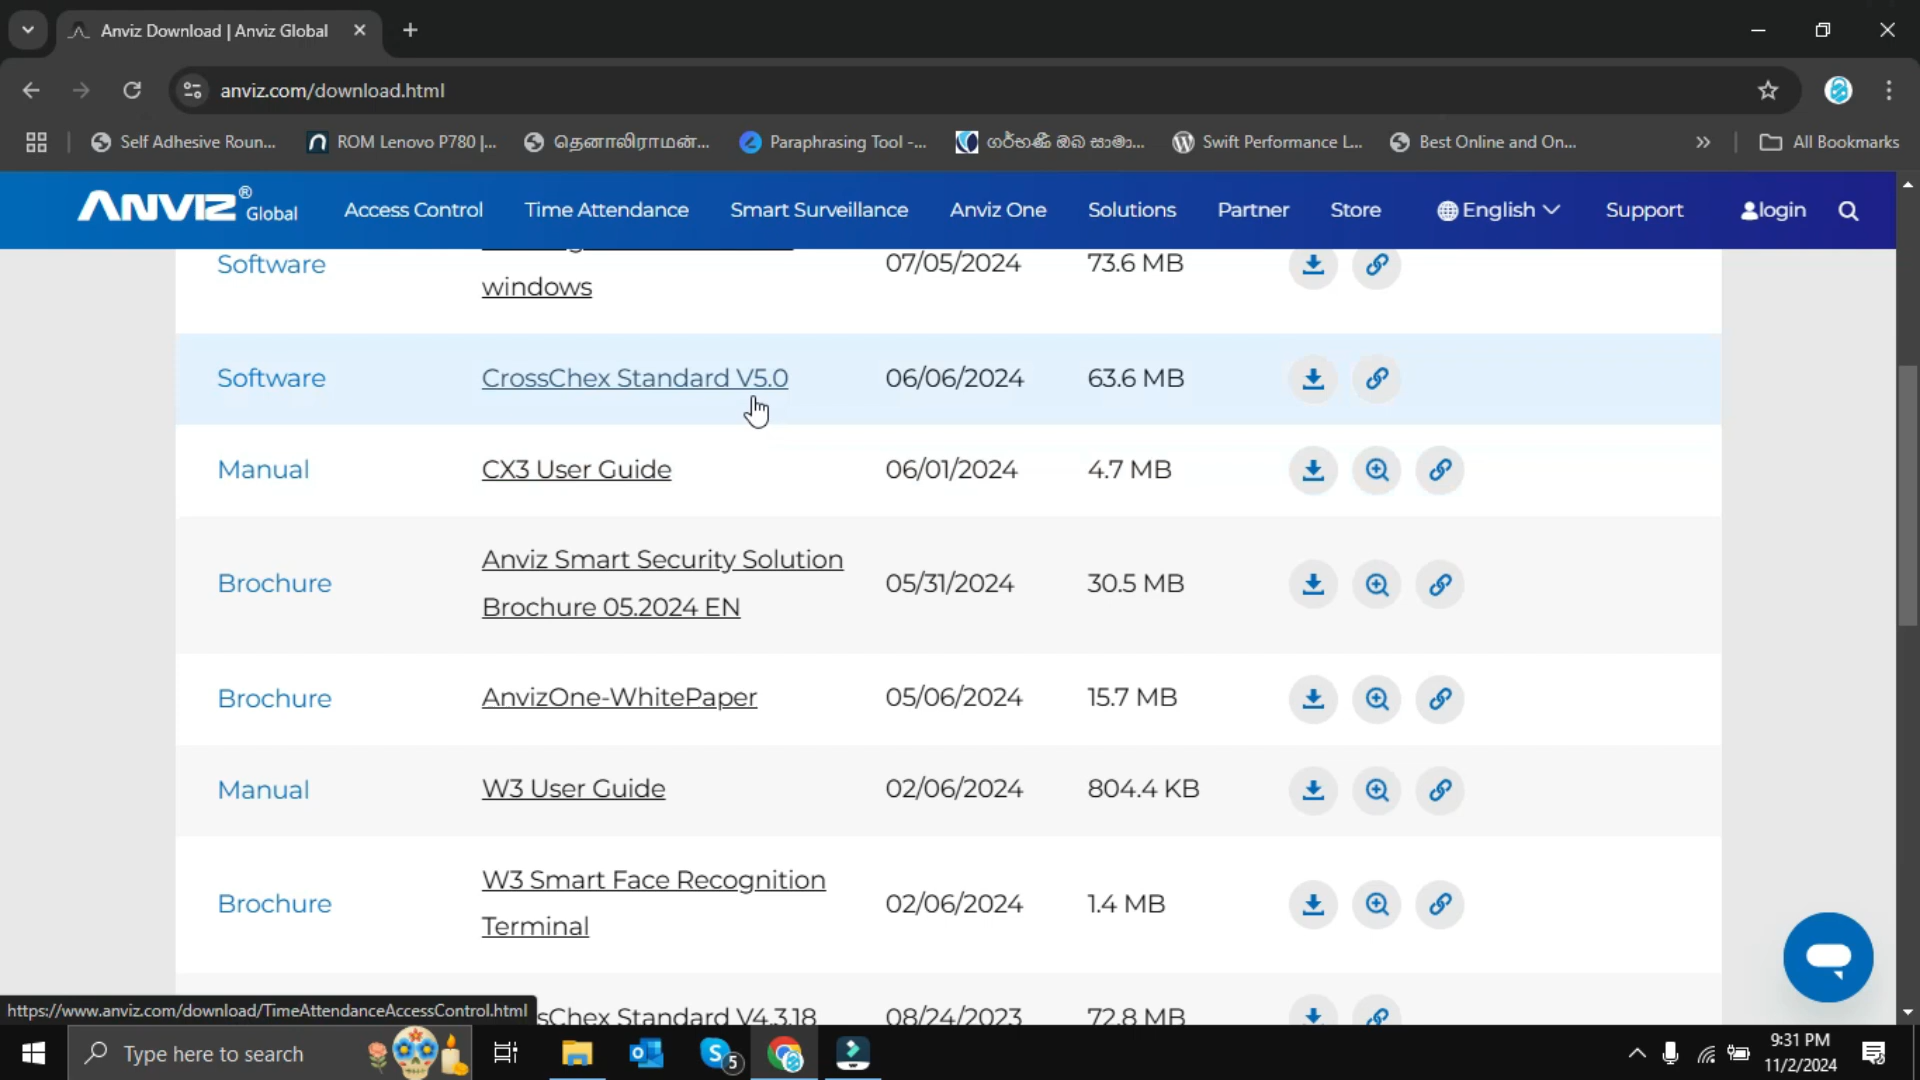 Anviz Download | Anviz Global
anviz.com/download.html
Self Adhesive Roun...
ROM Lenovo P780 |...
தெனாலிராமன்...
Paraphrasing Tool -...
ගර්භණී ඔබ සාමා...
Swift Performance L...
Best Online and On...
All Bookmarks
ANVIZ® Global
Access Control
Time Attendance
Smart Surveillance
Anviz One
Solutions
Partner
Store
English
Support
login
Software
windows
07/05/2024
73.6 MB
Software
CrossChex Standard V5.0
06/06/2024
63.6 MB
Manual
CX3 User Guide
06/01/2024
4.7 MB
Brochure
Anviz Smart Security Solution
Brochure 05.2024 EN
05/31/2024
30.5 MB
Brochure
AnvizOne-WhitePaper
05/06/2024
15.7 MB
Manual
W3 User Guide
02/06/2024
804.4 KB
Brochure
W3 Smart Face Recognition
Terminal
02/06/2024
1.4 MB
https://www.anviz.com/download/TimeAttendanceAccessControl.html
sChex Standard V4.3.18
08/24/2023
72.8 MB
Type here to search
5
9:31 PM
11/2/2024